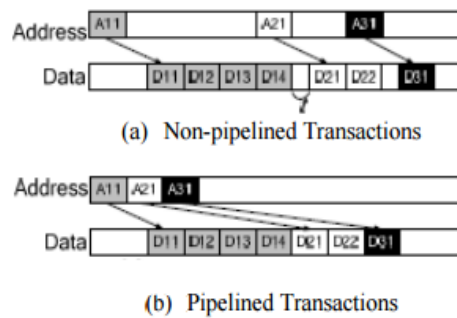 Address A11 A21 A31
Data D11 D12 D13 D14 D21 D22 D31
(a) Non-pipelined Transactions
Address A11 A21 A31
Data D11 D12 D13 D14 D21 D22 D31
(b) Pipelined Transactions